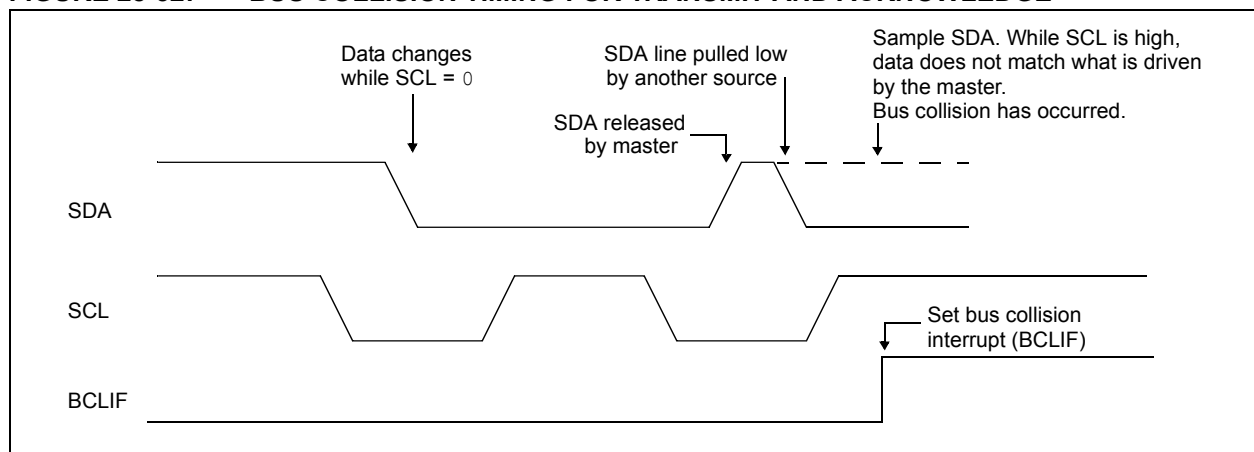 Data changes
while SCL = 0
SDA line pulled low
by another source
SDA released
by master
Sample SDA. While SCL is high,
data does not match what is driven
by the master.
Bus collision has occurred.
SDA
SCL
Set bus collision
interrupt (BCLIF)
BCLIF